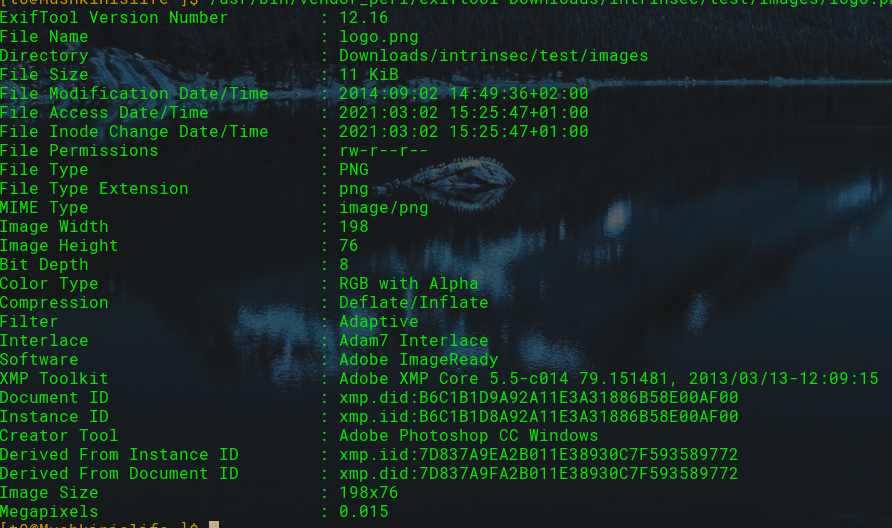 [t0@Mushkinislife ]$ /usr/bin/vendor_perl/exiftool Downloads/intrinsec/test/images/logo.pn
ExifTool Version Number : 12.16
File Name : logo.png
Directory : Downloads/intrinsec/test/images
File Size : 11 KiB
File Modification Date/Time : 2014:09:02 14:49:36+02:00
File Access Date/Time : 2021:03:02 15:25:47+01:00
File Inode Change Date/Time : 2021:03:02 15:25:47+01:00
File Permissions : rw-r--r--
File Type : PNG
File Type Extension : png
MIME Type : image/png
Image Width : 198
Image Height : 76
Bit Depth : 8
Color Type : RGB with Alpha
Compression : Deflate/Inflate
Filter : Adaptive
Interlace : Adam7 Interlace
Software : Adobe ImageReady
XMP Toolkit : Adobe XMP Core 5.5-c014 79.151481, 2013/03/13-12:09:15
Document ID : xmp.did:B6C1B1D9A92A11E3A31886B58E00AF00
Instance ID : xmp.iid:B6C1B1D8A92A11E3A31886B58E00AF00
Creator Tool : Adobe Photoshop CC Windows
Derived From Instance ID : xmp.iid:7D837A9EA2B011E38930C7F593589772
Derived From Document ID : xmp.did:7D837A9FA2B011E38930C7F593589772
Image Size : 198x76
Megapixels : 0.015
[t0@Mushkinislife ]$